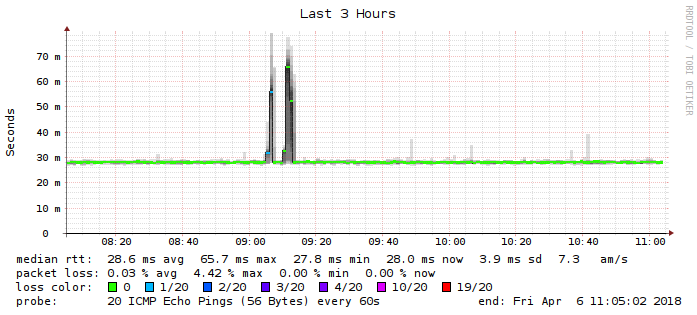 Last 3 Hours
RRDTOOL / TOBI OETIKER
Seconds
70 m
60 m
50 m
40 m
30 m
20 m
10 m
0
08:20 08:40 09:00 09:20 09:40 10:00 10:20 10:40 11:00
median rtt: 28.6 ms avg 65.7 ms max 27.8 ms min 28.0 ms now 3.9 ms sd 7.3 am/s
packet loss: 0.03 % avg 4.42 % max 0.00 % min 0.00 % now
loss color: 0 1/20 2/20 3/20 4/20 10/20 19/20
probe: 20 ICMP Echo Pings (56 Bytes) every 60s end: Fri Apr 6 11:05:02 2018